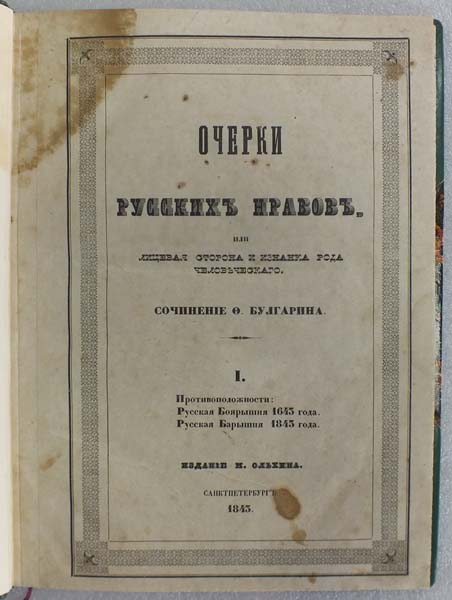 ОЧЕРКИ
РУССКИХЪ НРАВОВЪ,
ИЛИ
ЛИЦЕВАЯ СТОРОНА И ИЗНАНКА РОДА
ЧЕЛОВѢЧЕСКАГО.
СОЧИНЕНІЕ Ѳ. БУЛГАРИНА.
I.
Противоположности:
Русская Боярышня 1643 года.
Русская Барышня 1843 года.
ИЗДАНІЕ М. ОЛЬХИНА.
САНКТПЕТЕРБУРГЪ
1843.